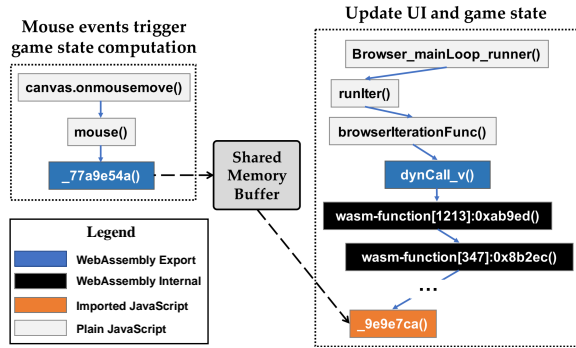 Mouse events trigger
game state computation
canvas.onmousemove()
mouse()
_77a9e54a()
Shared
Memory
Buffer
Legend
WebAssembly Export
WebAssembly Internal
Imported JavaScript
Plain JavaScript
Update UI and game state
Browser_mainLoop_runner()
runIter()
browserIterationFunc()
dynCall_v()
wasm-function[1213]:0xab9ed()
wasm-function[347]:0x8b2ec()
...
_9e9e7ca()